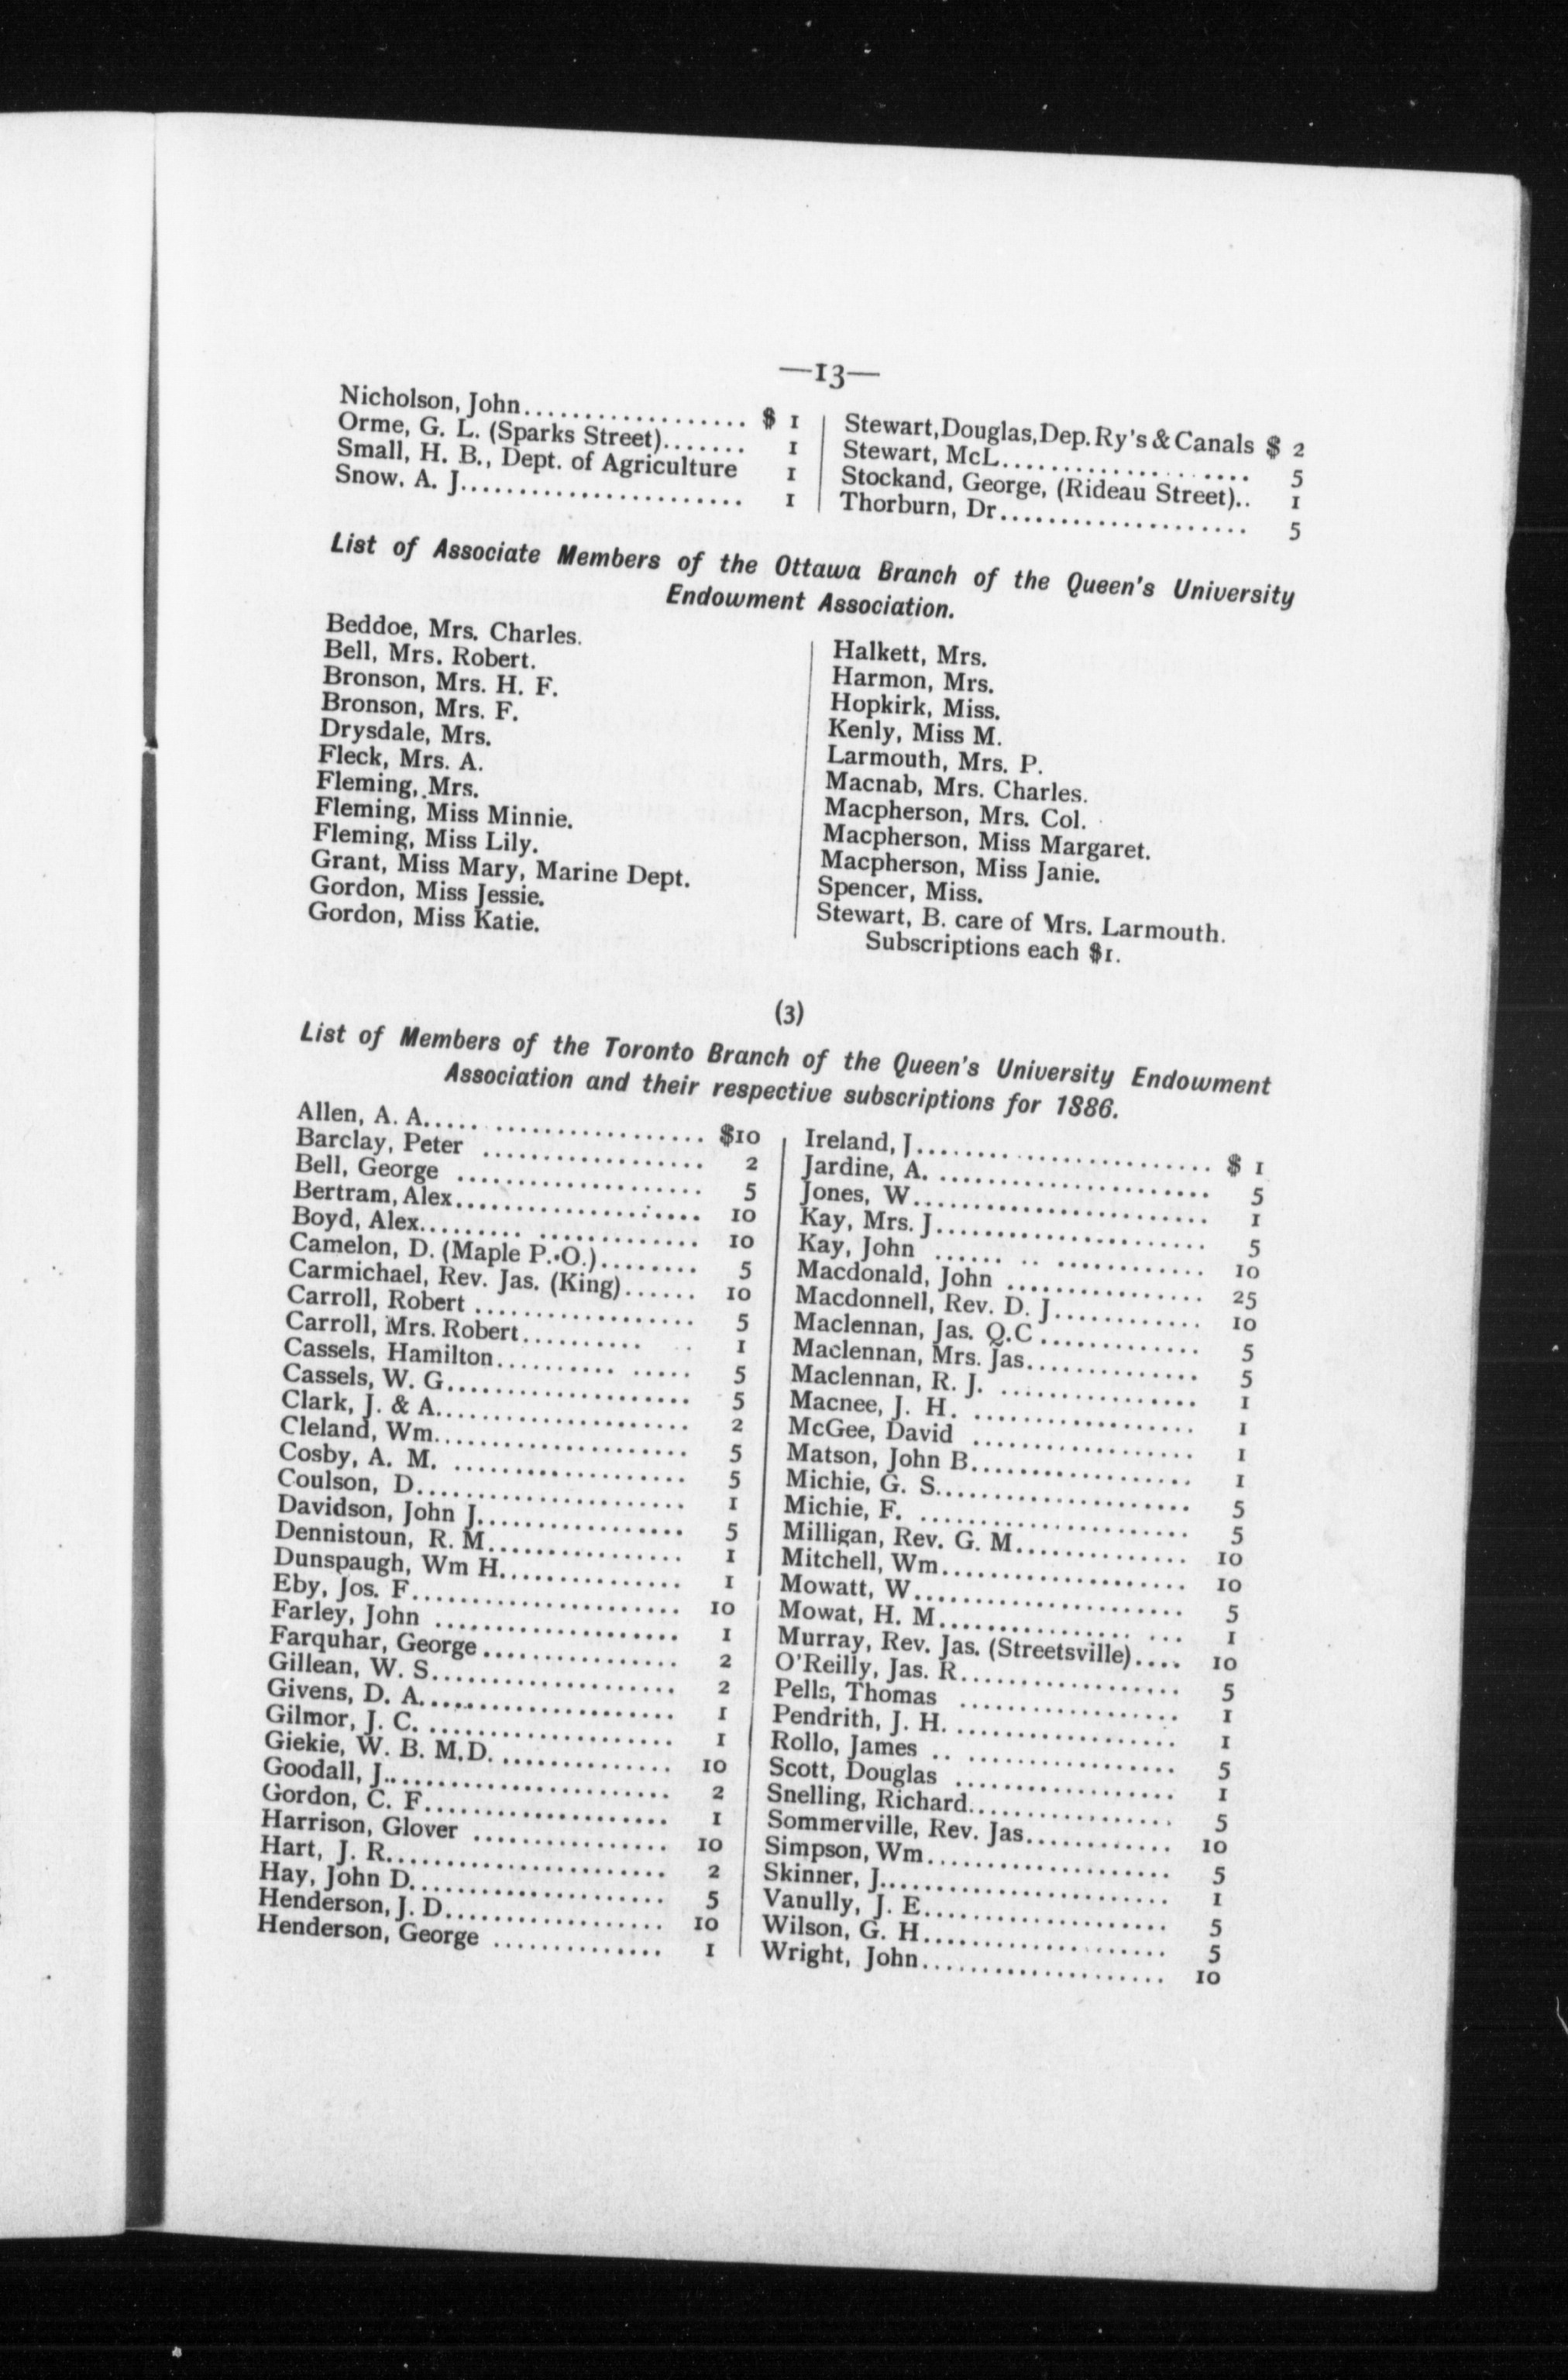 —13—
Nicholson, John.................. $ 1
Orme, G. L. (Sparks Street)....... 1
Small, H. B., Dept. of Agriculture 1
Snow, A. J........................ 1
Stewart, Douglas, Dep. Ry's & Canals $ 2
Stewart, McL.................... 5
Stockand, George, (Rideau Street).. 1
Thorburn, Dr..................... 5
List of Associate Members of the Ottawa Branch of the Queen's University
Endowment Association.
Beddoe, Mrs. Charles.
Bell, Mrs. Robert.
Bronson, Mrs. H. F.
Bronson, Mrs. F.
Drysdale, Mrs.
Fleck, Mrs. A.
Fleming, Mrs.
Fleming, Miss Minnie.
Fleming, Miss Lily.
Grant, Miss Mary, Marine Dept.
Gordon, Miss Jessie.
Gordon, Miss Katie.
Halkett, Mrs.
Harmon, Mrs.
Hopkirk, Miss.
Kenly, Miss M.
Larmouth, Mrs. P.
Macnab, Mrs. Charles.
Macpherson, Mrs. Col.
Macpherson, Miss Margaret.
Macpherson, Miss Janie.
Spencer, Miss.
Stewart, B. care of Mrs. Larmouth.
Subscriptions each $1.
(3)
List of Members of the Toronto Branch of the Queen's University Endowment
Association and their respective subscriptions for 1886.
Allen, A. A....................... $10
Barclay, Peter ................... 2
Bell, George ..................... 5
Bertram, Alex..................... 10
Boyd, Alex........................ 10
Camelon, D. (Maple P. O.)........ 5
Carmichael, Rev. Jas. (King)...... 10
Carroll, Robert .................. 5
Carroll, Mrs. Robert.......... 1
Cassels, Hamilton................ 5
Cassels, W. G..................... 5
Clark, J. & A..................... 2
Cleland, Wm...................... 5
Cosby, A. M. .................... 5
Coulson, D....................... 1
Davidson, John J................. 5
Dennistoun, R. M................ 1
Dunspaugh, Wm H............... 1
Eby, Jos. F....................... 10
Farley, John ..................... 1
Farquhar, George ................ 2
Gillean, W. S..................... 2
Givens, D. A..................... 1
Gilmor, J. C. .................... 1
Giekie, W. B. M.D. .............. 10
Goodall, J........................ 2
Gordon, C. F.................... 1
Harrison, Glover ................ 10
Hart, J. R........................ 2
Hay, John D..................... 5
Henderson, J. D.................. 10
Henderson, George .............. 1
Ireland, J........................ $ 1
Jardine, A. ....................... 5
Jones, W......................... 1
Kay, Mrs. J...................... 5
Kay, John ...... .. ............ 10
Macdonald, John ................ 25
Macdonnell, Rev. D. J............ 10
Maclennan, Jas. Q.C ............. 5
Maclennan, Mrs. Jas.............. 5
Maclennan, R. J. ................ 1
Macnee, J. H. ................... 1
McGee, David ................... 1
Matson, John B.................. 1
Michie, G. S..................... 5
Michie, F. ....................... 5
Milligan, Rev. G. M.............. 10
Mitchell, Wm..................... 10
Mowatt, W....................... 5
Mowat, H. M................ ... 1
Murray, Rev. Jas. (Streetsville).... 10
O'Reilly, Jas. R.................. 5
Pells, Thomas ................... 1
Pendrith, J. H. ................... 1
Rollo, James .. .................. 5
Scott, Douglas ................... 1
Snelling, Richard................. 5
Sommerville, Rev. Jas............. 10
Simpson, Wm.................... 5
Skinner, J........................ 1
Vanully, J. E..................... 5
Wilson, G. H..................... 5
Wright, John..................... 10